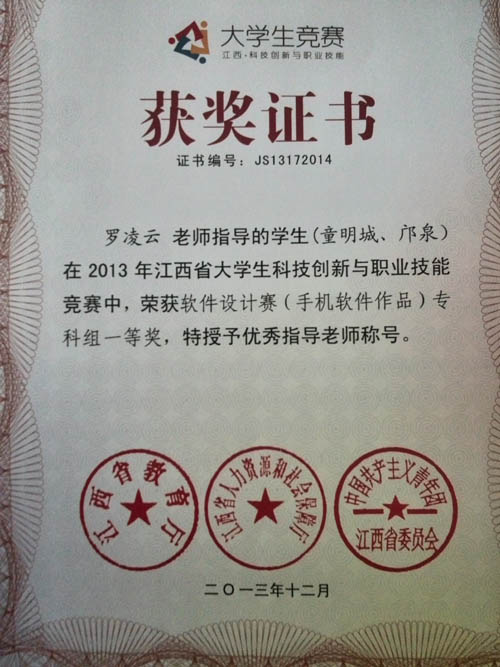 大学生竞赛
江西·科技创新与职业技能
获奖证书
证书编号：JS13172014
罗凌云 老师指导的学生(童明城、邝泉)
在 2013 年江西省大学生科技创新与职业技能
竞赛中，荣获软件设计赛（手机软件作品）专
科组一等奖，特授予优秀指导老师称号。
江西省教育厅
江西省人力资源和社会保障厅
中国共产主义青年团
江西省委员会
二〇一三年十二月